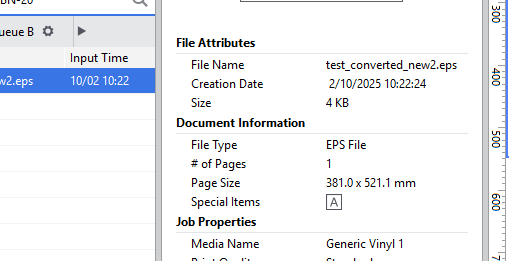 BN-20
ueue B
Input Time
w2.eps 10/02 10:22
File Attributes
File Name test_converted_new2.eps
Creation Date 2/10/2025 10:22:24
Size 4 KB
Document Information
File Type EPS File
# of Pages 1
Page Size 381.0 x 521.1 mm
Special Items A
Job Properties
Media Name Generic Vinyl 1
300
400
500
600